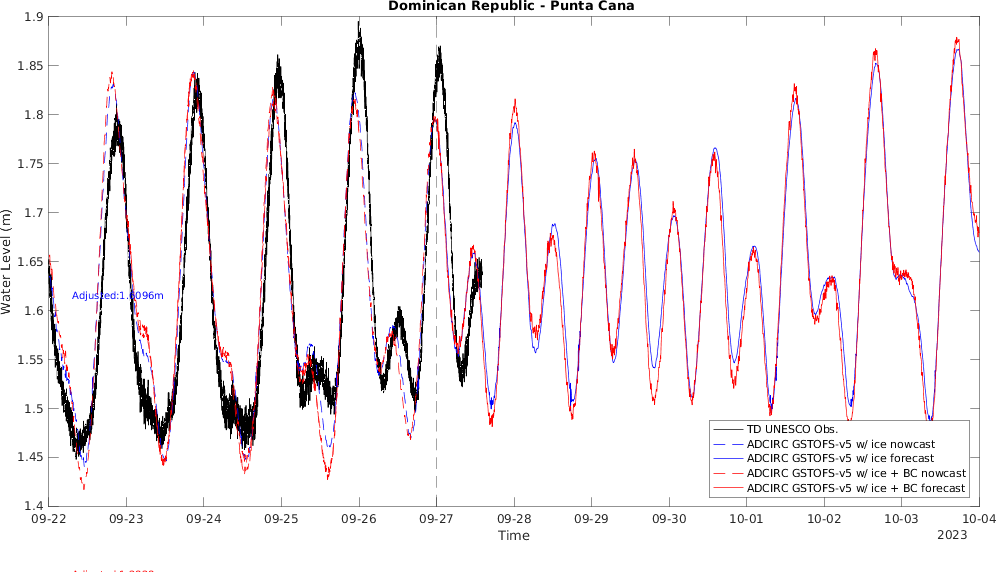 Dominican Republic - Punta Cana
1.9
1.85
1.8
1.75
1.7
1.65
1.6
1.55
1.5
1.45
1.4
Water Level (m)
Adjusted:1.6096m
TD UNESCO Obs.
ADCIRC GSTOFS-v5 w/ ice nowcast
ADCIRC GSTOFS-v5 w/ ice forecast
ADCIRC GSTOFS-v5 w/ ice + BC nowcast
ADCIRC GSTOFS-v5 w/ ice + BC forecast
09-22 09-23 09-24 09-25 09-26 09-27 09-28 09-29 09-30 10-01 10-02 10-03 10-04
Time
2023